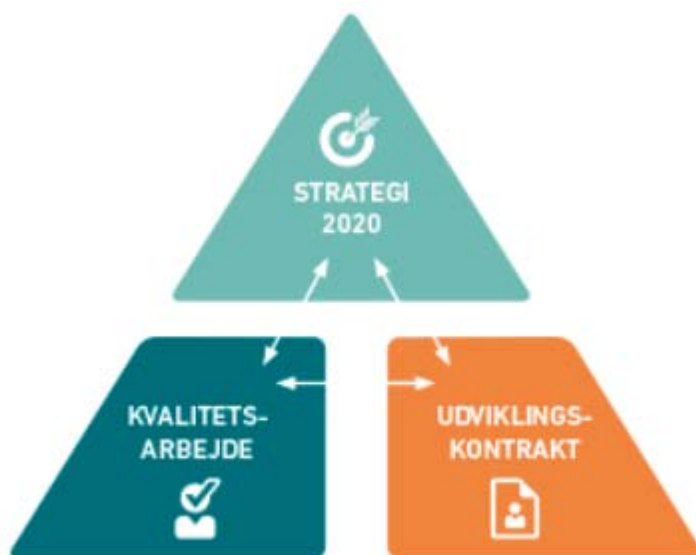 STRATEGI
2020
KVALITETS-
ARBEJDE
UDVIKLINGS-
KONTRAKT